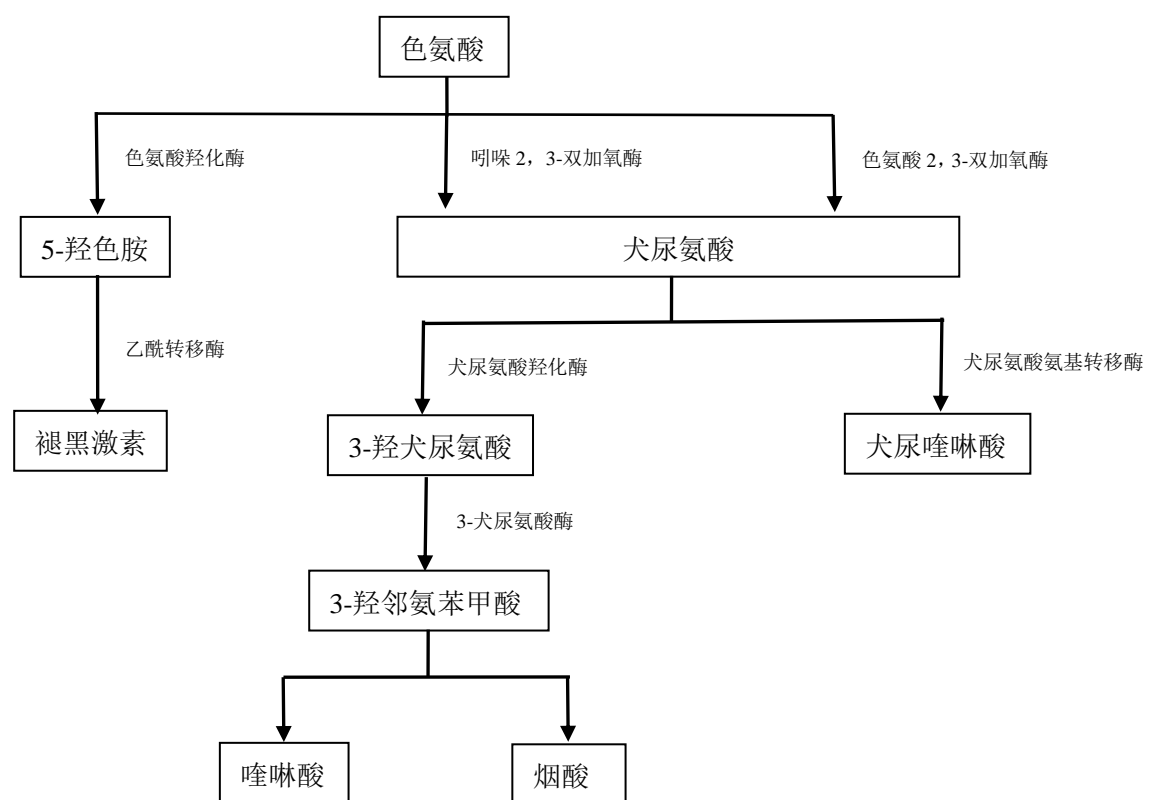 色氨酸
色氨酸羟化酶
吲哚 2，3-双加氧酶
色氨酸 2，3-双加氧酶
5-羟色胺
犬尿氨酸
乙酰转移酶
犬尿氨酸羟化酶
犬尿氨酸氨基转移酶
褪黑激素
3-羟犬尿氨酸
犬尿喹啉酸
3-犬尿氨酸酶
3-羟邻氨苯甲酸
喹啉酸
烟酸